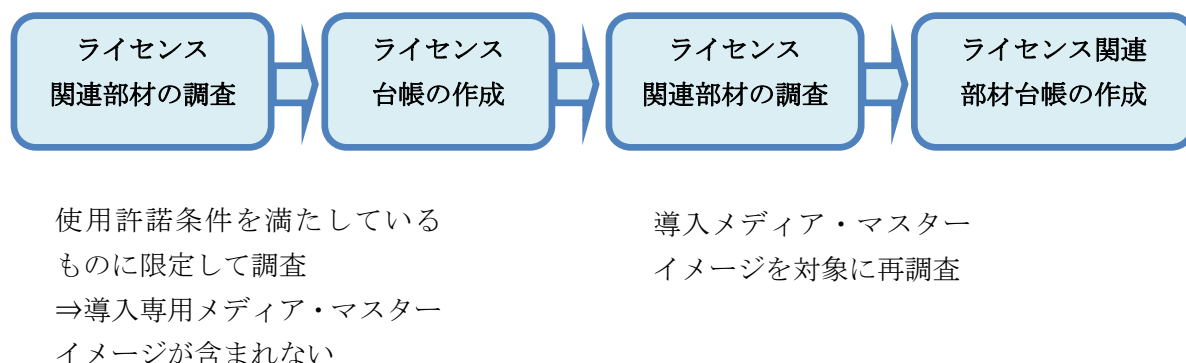 ライセンス
関連部材の調査
ライセンス
台帳の作成
ライセンス
関連部材の調査
ライセンス関連
部材台帳の作成
使用許諾条件を満たしている
ものに限定して調査
⇒導入専用メディア・マスター
イメージが含まれない
導入メディア・マスター
イメージを対象に再調査